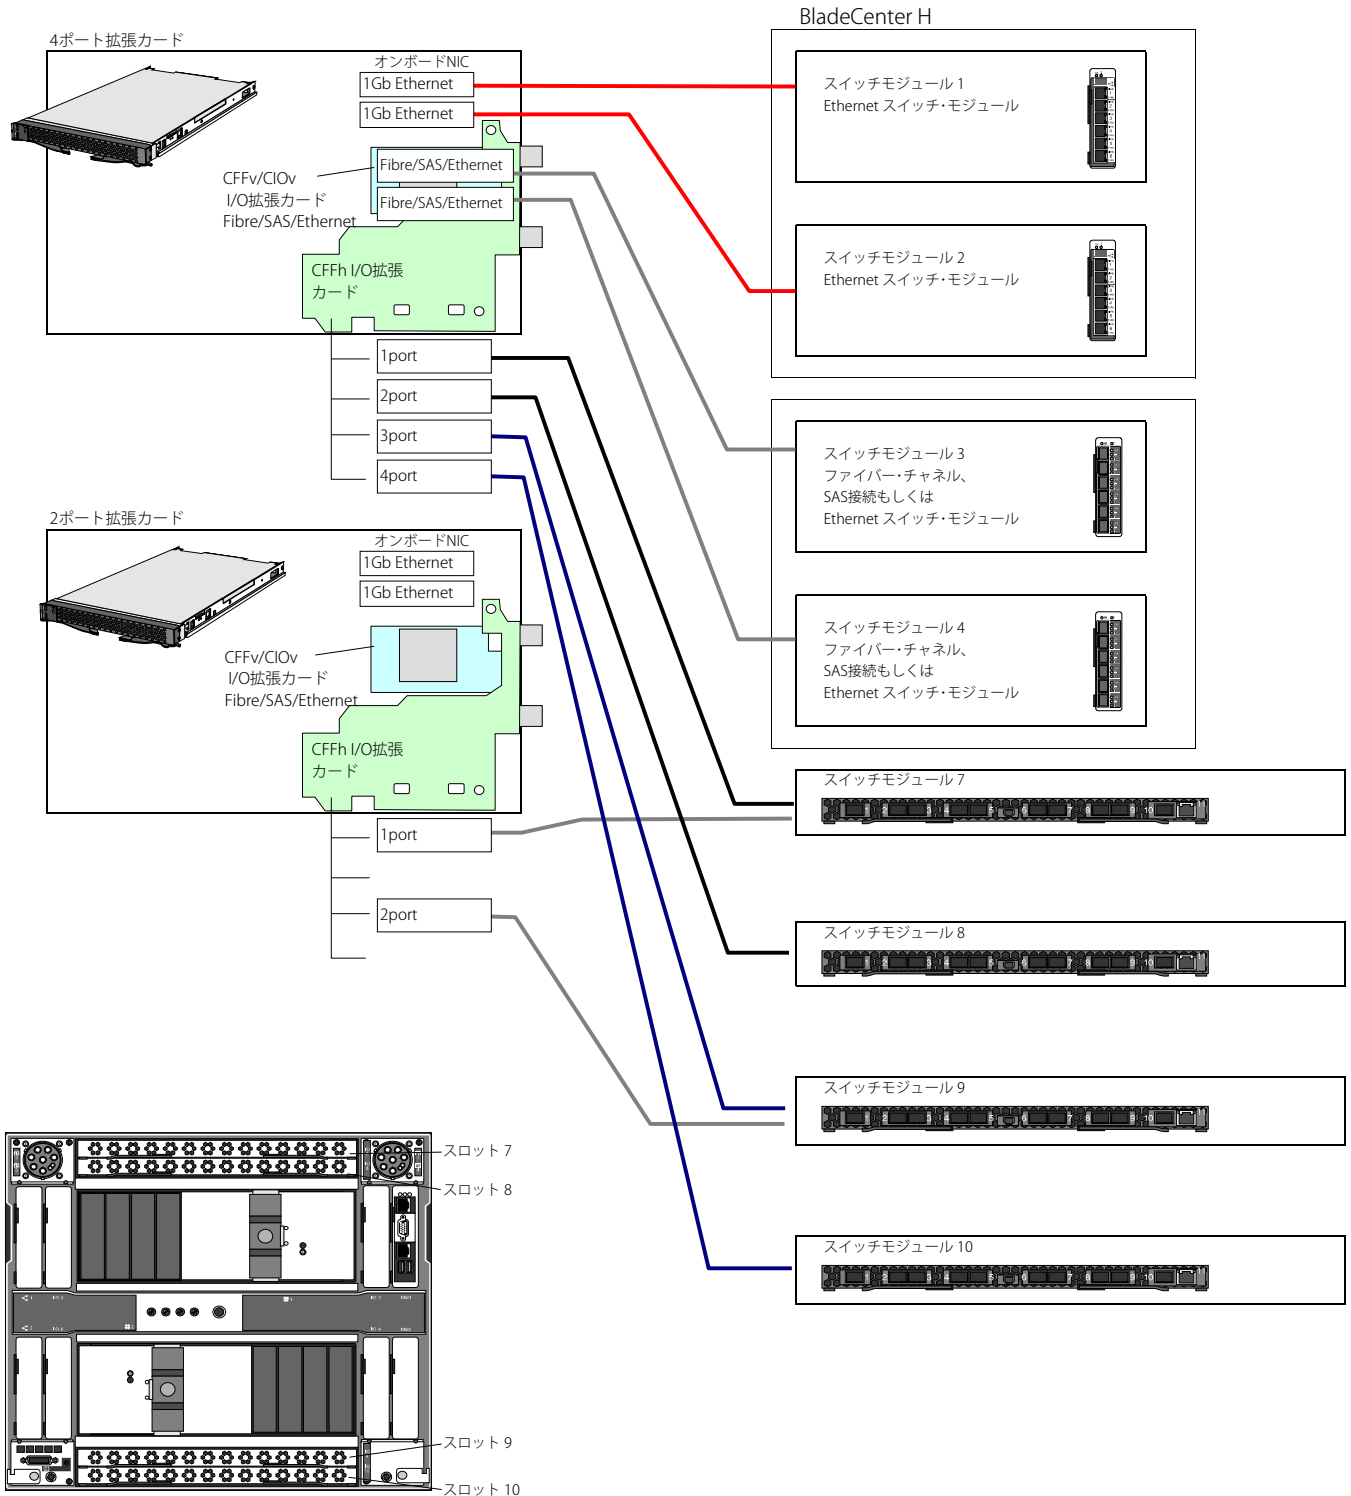 BladeCenter H
4ポート拡張カード
オンボードNIC
1Gb Ethernet
1Gb Ethernet
Fibre/SAS/Ethernet
Fibre/SAS/Ethernet
CFFv/CIOv
I/O拡張カード
Fibre/SAS/Ethernet
CFFh I/O拡張
カード
1port
2port
3port
4port
スイッチモジュール 1
Ethernet スイッチ・モジュール
スイッチモジュール 2
Ethernet スイッチ・モジュール
スイッチモジュール 3
ファイバー・チャネル、
SAS接続もしくは
Ethernet スイッチ・モジュール
スイッチモジュール 4
ファイバー・チャネル、
SAS接続もしくは
Ethernet スイッチ・モジュール
2ポート拡張カード
オンボードNIC
1Gb Ethernet
1Gb Ethernet
CFFv/CIOv
I/O拡張カード
Fibre/SAS/Ethernet
CFFh I/O拡張
カード
1port
2port
スイッチモジュール 7
スイッチモジュール 8
スイッチモジュール 9
スイッチモジュール 10
スロット 7
スロット 8
スロット 9
スロット 10